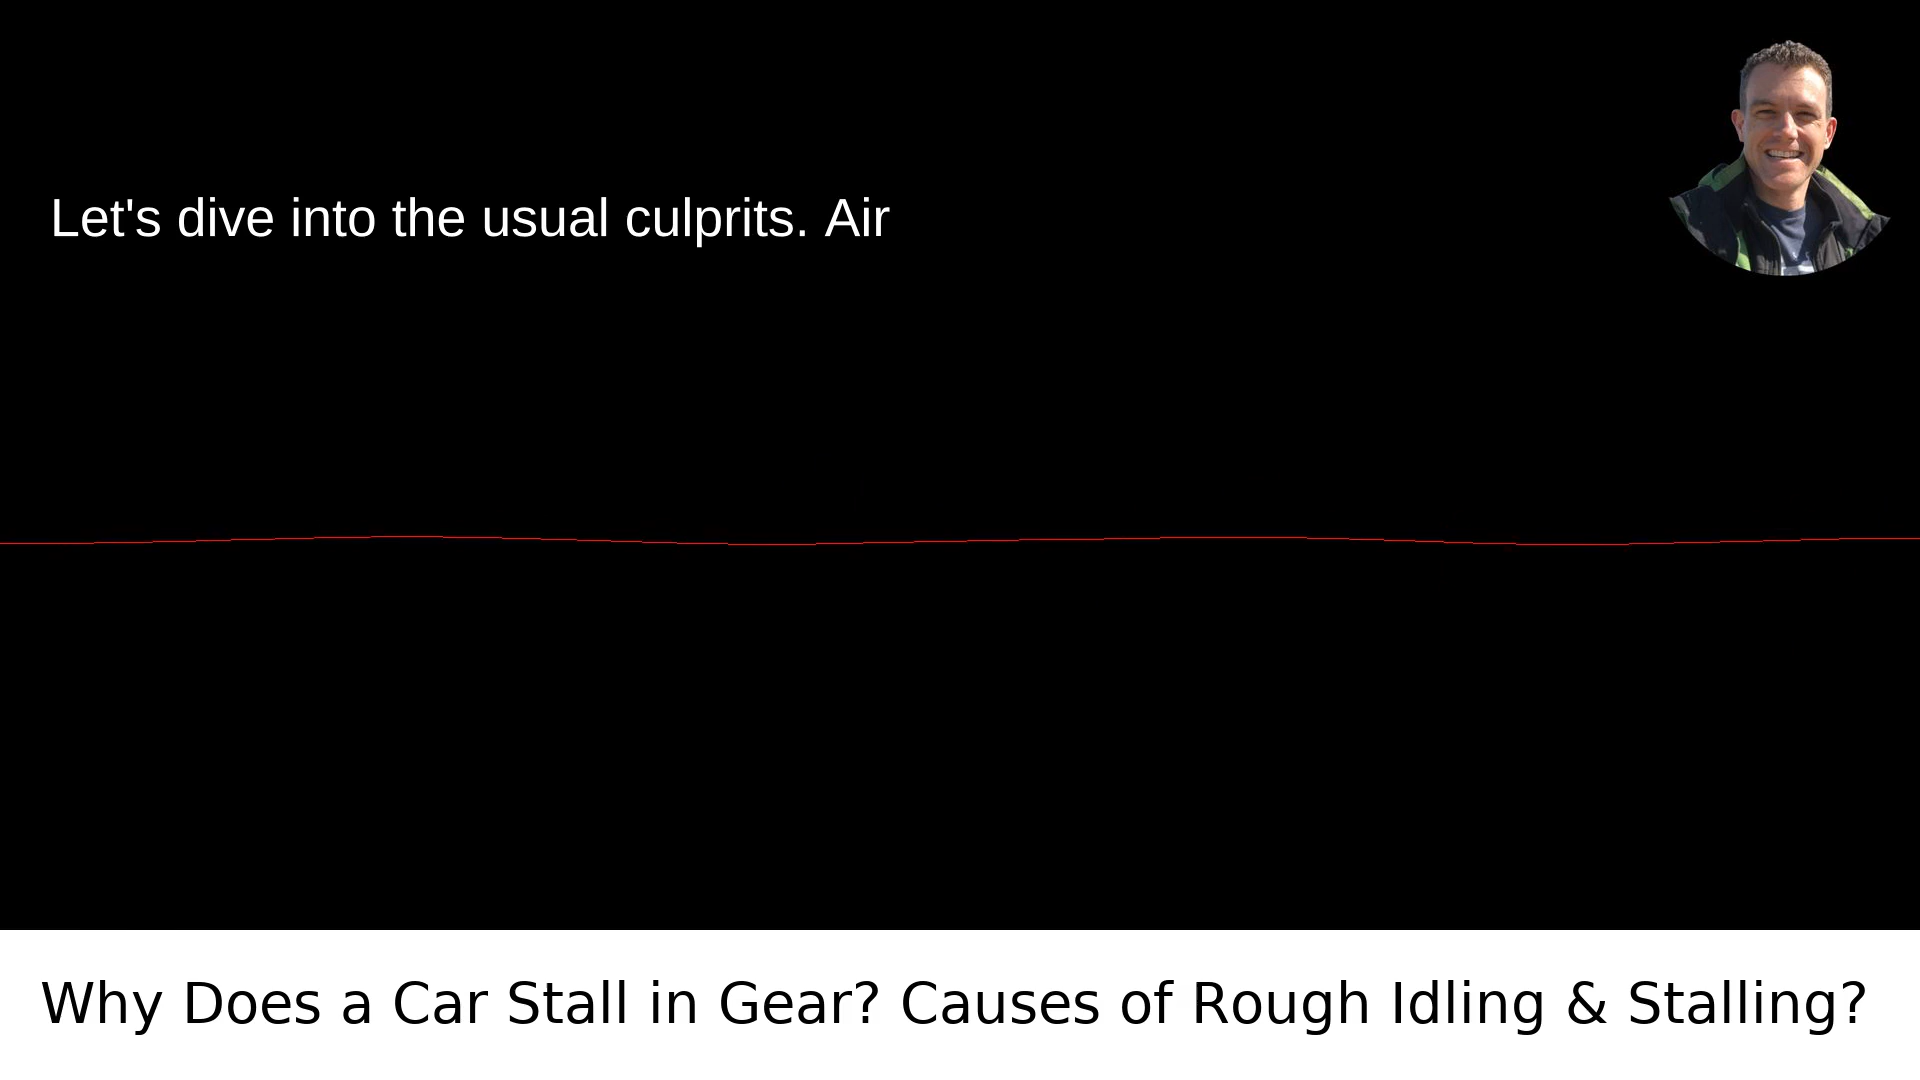 Let's dive into the usual culprits. Air
Why Does a Car Stall in Gear? Causes of Rough Idling & Stalling?